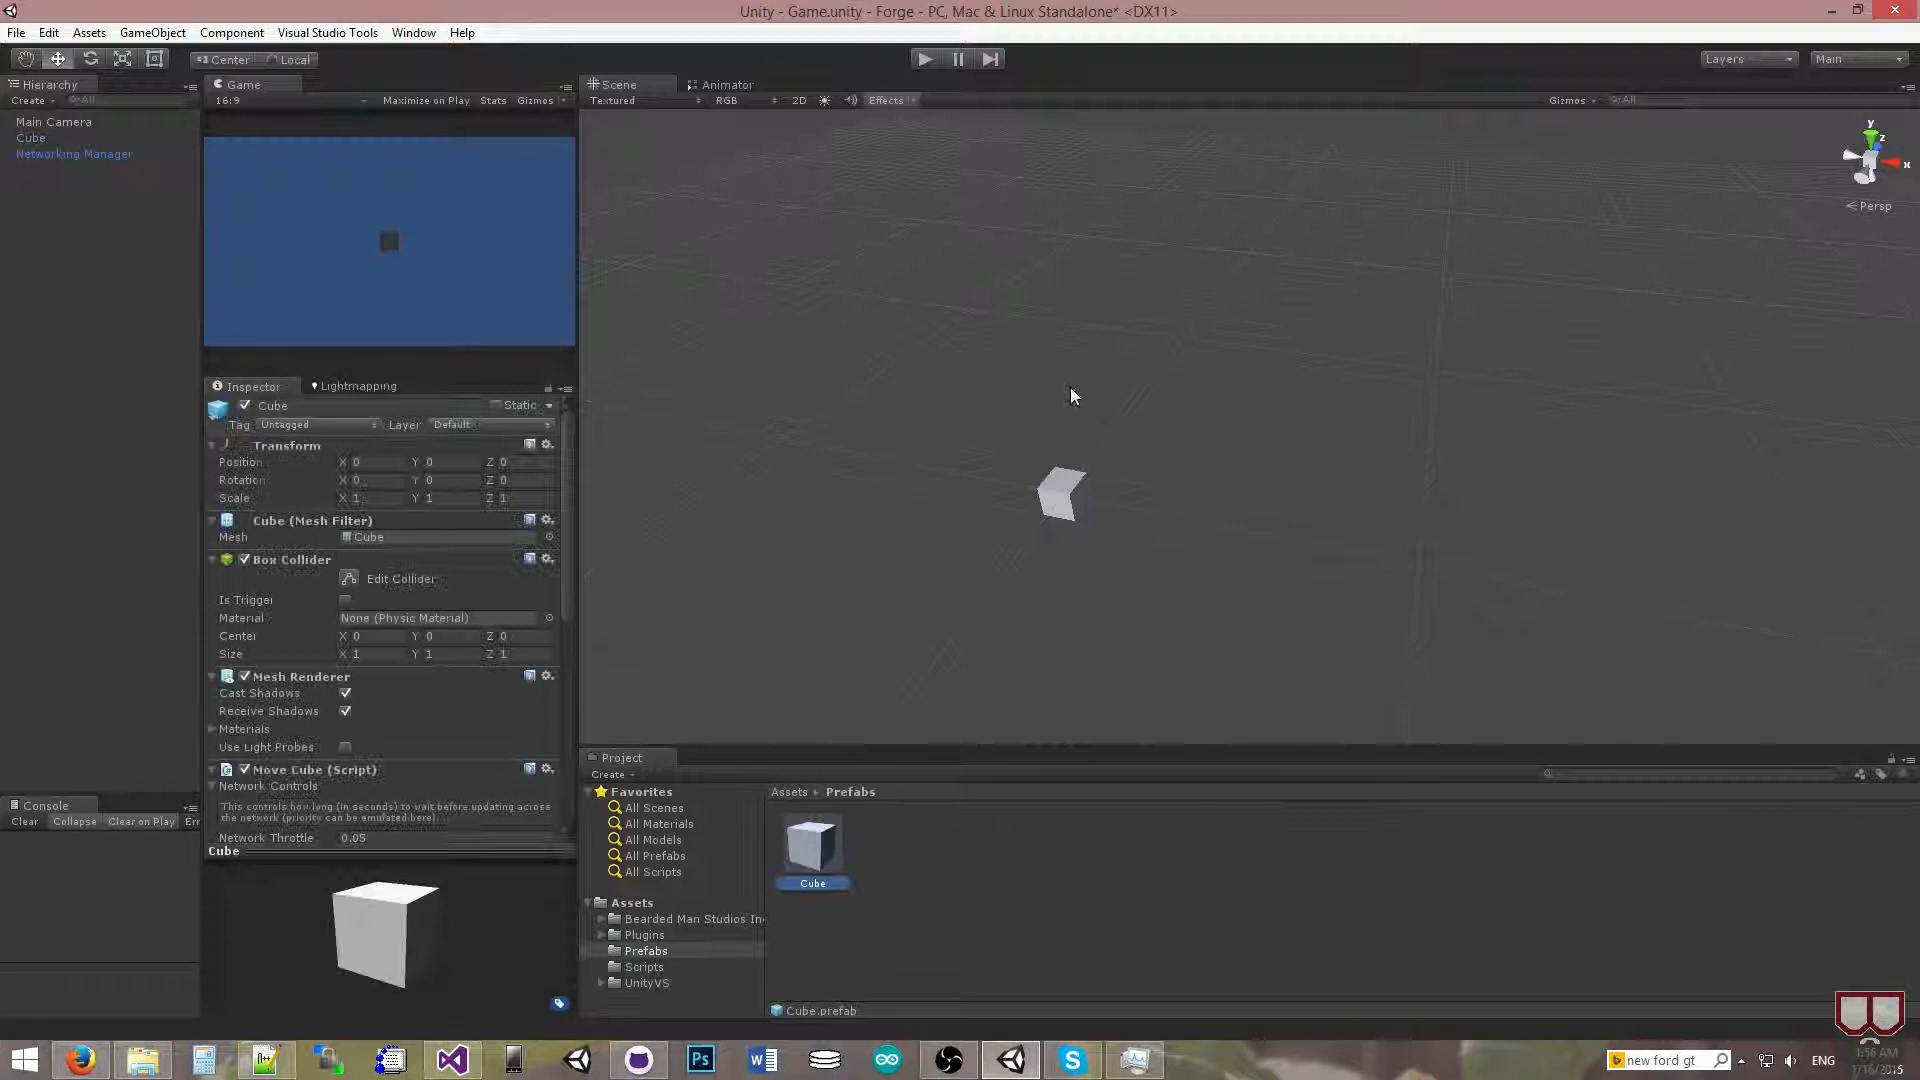 Unity - Game.unity - Forge - PC, Mac & Linux Standalone* <DX11>
File Edit Assets GameObject Component Visual Studio Tools Window Help
Center Local
Layers Main
Hierarchy
Create All
Main Camera
Cube
Networking Manager
Game
16:9 Maximize on Play Stats Gizmos
Scene Animator
Textured RGB 2D Effects Gizmos All
y
z
x
Persp
Inspector Lightmapping
Cube Static
Tag Untagged Layer Default
Transform
Position X 0 Y 0 Z 0
Rotation X 0 Y 0 Z 0
Scale X 1 Y 1 Z 1
Cube (Mesh Filter)
Mesh Cube
Box Collider
Edit Collider
Is Trigger
Material None (Physic Material)
Center X 0 Y 0 Z 0
Size X 1 Y 1 Z 1
Mesh Renderer
Cast Shadows
Receive Shadows
Materials
Use Light Probes
Move Cube (Script)
Network Controls
This controls how long (in seconds) to wait before updating across
the network (priority can be emulated here)
Network Throttle 0.05
Cube
Console
Clear Collapse Clear on Play Err
Project
Create
Favorites
All Scenes
All Materials
All Models
All Prefabs
All Scripts
Assets
Bearded Man Studios In
Plugins
Prefabs
Scripts
UnityVS
Assets Prefabs
Cube
Cube.prefab
Ps
W
new ford gt
ENG
1:56 AM
1/16/2015